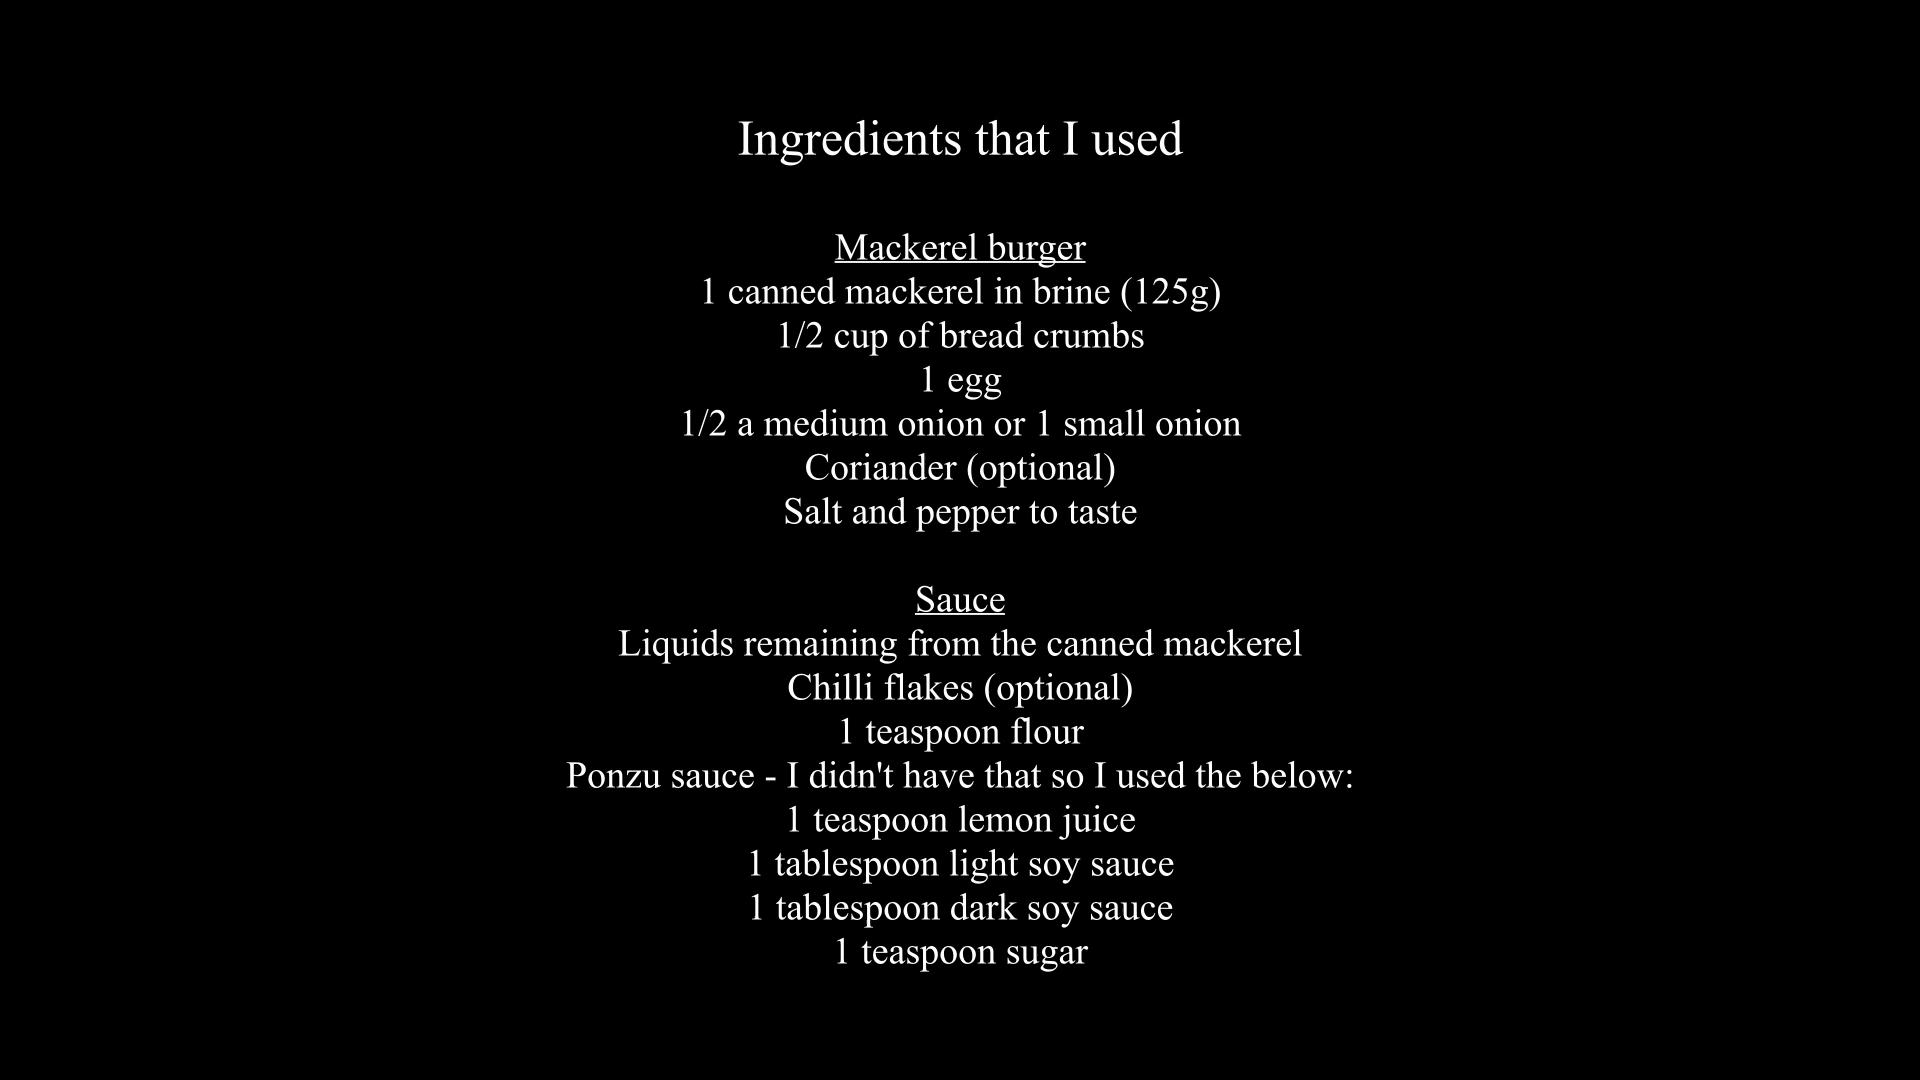 Ingredients that I used
Mackerel burger
1 canned mackerel in brine (125g)
1/2 cup of bread crumbs
1 egg
1/2 a medium onion or 1 small onion
Coriander (optional)
Salt and pepper to taste
Sauce
Liquids remaining from the canned mackerel
Chilli flakes (optional)
1 teaspoon flour
Ponzu sauce - I didn't have that so I used the below:
1 teaspoon lemon juice
1 tablespoon light soy sauce
1 tablespoon dark soy sauce
1 teaspoon sugar